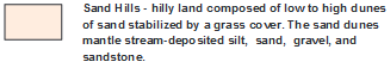 Sand Hills - hilly land composed of low to high dunes
of sand stabilized by a grass cover. The sand dunes
mantle stream-deposited silt, sand, gravel, and
sandstone.